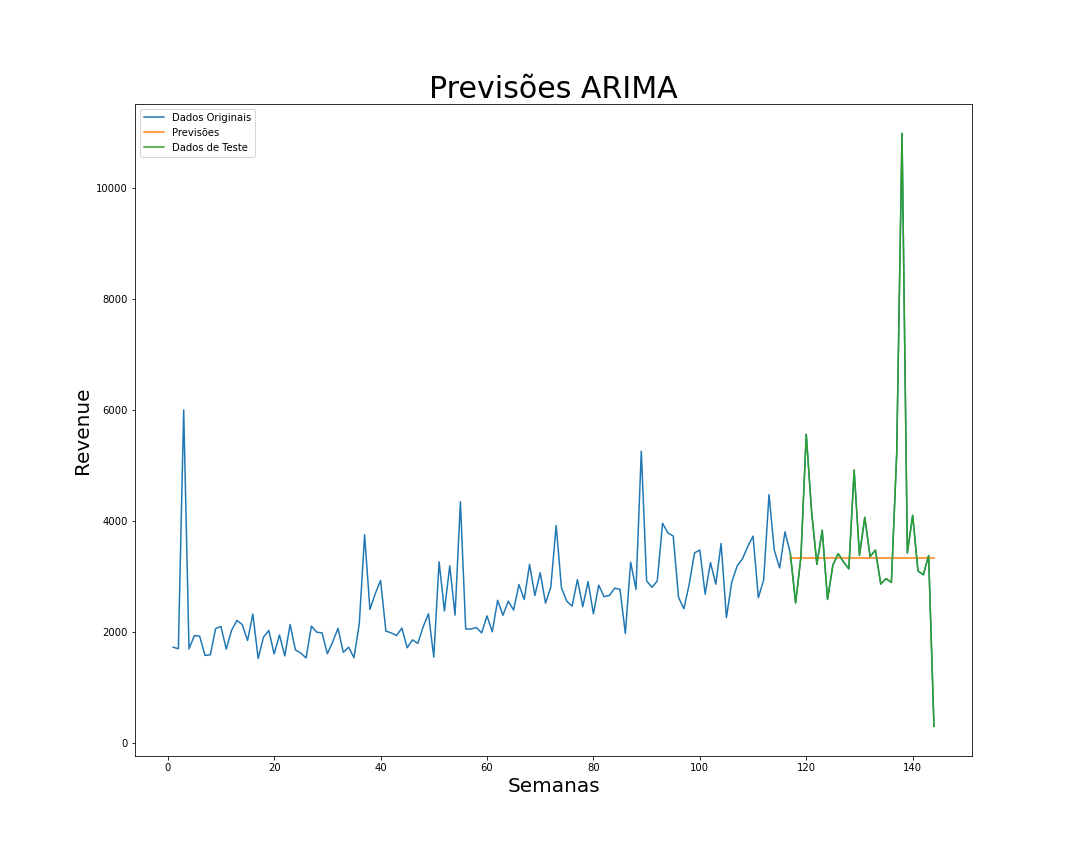 Previsões ARIMA
Dados Originais
Previsões
Dados de Teste
10000
8000
6000
4000
2000
0
Revenue
0 20 40 60 80 100 120 140
Semanas